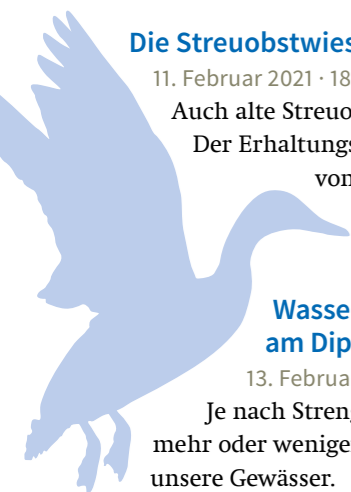 Die Streuobstwies
11. Februar 2021 · 18
Auch alte Streuo
Der Erhaltungs
von
Wasse
am Dip
13. Februa
Je nach Streng
mehr oder wenige
unsere Gewässer.